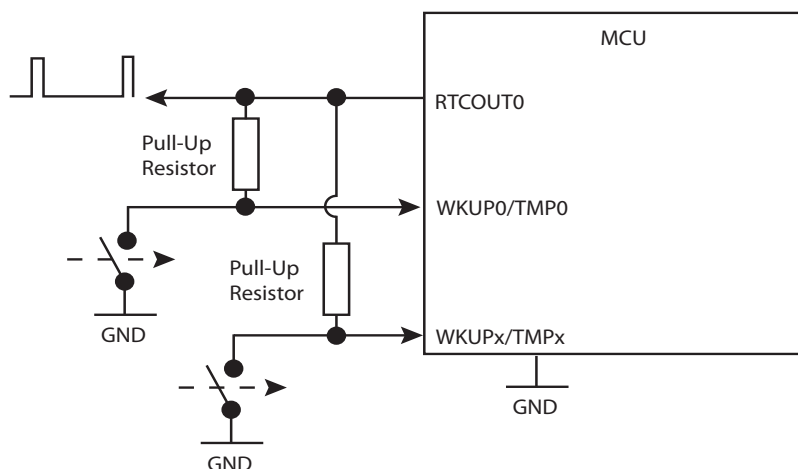 MCU
RTCOUT0
Pull-Up
Resistor
WKUP0/TMP0
Pull-Up
Resistor
GND
WKUPx/TMPx
GND
GND